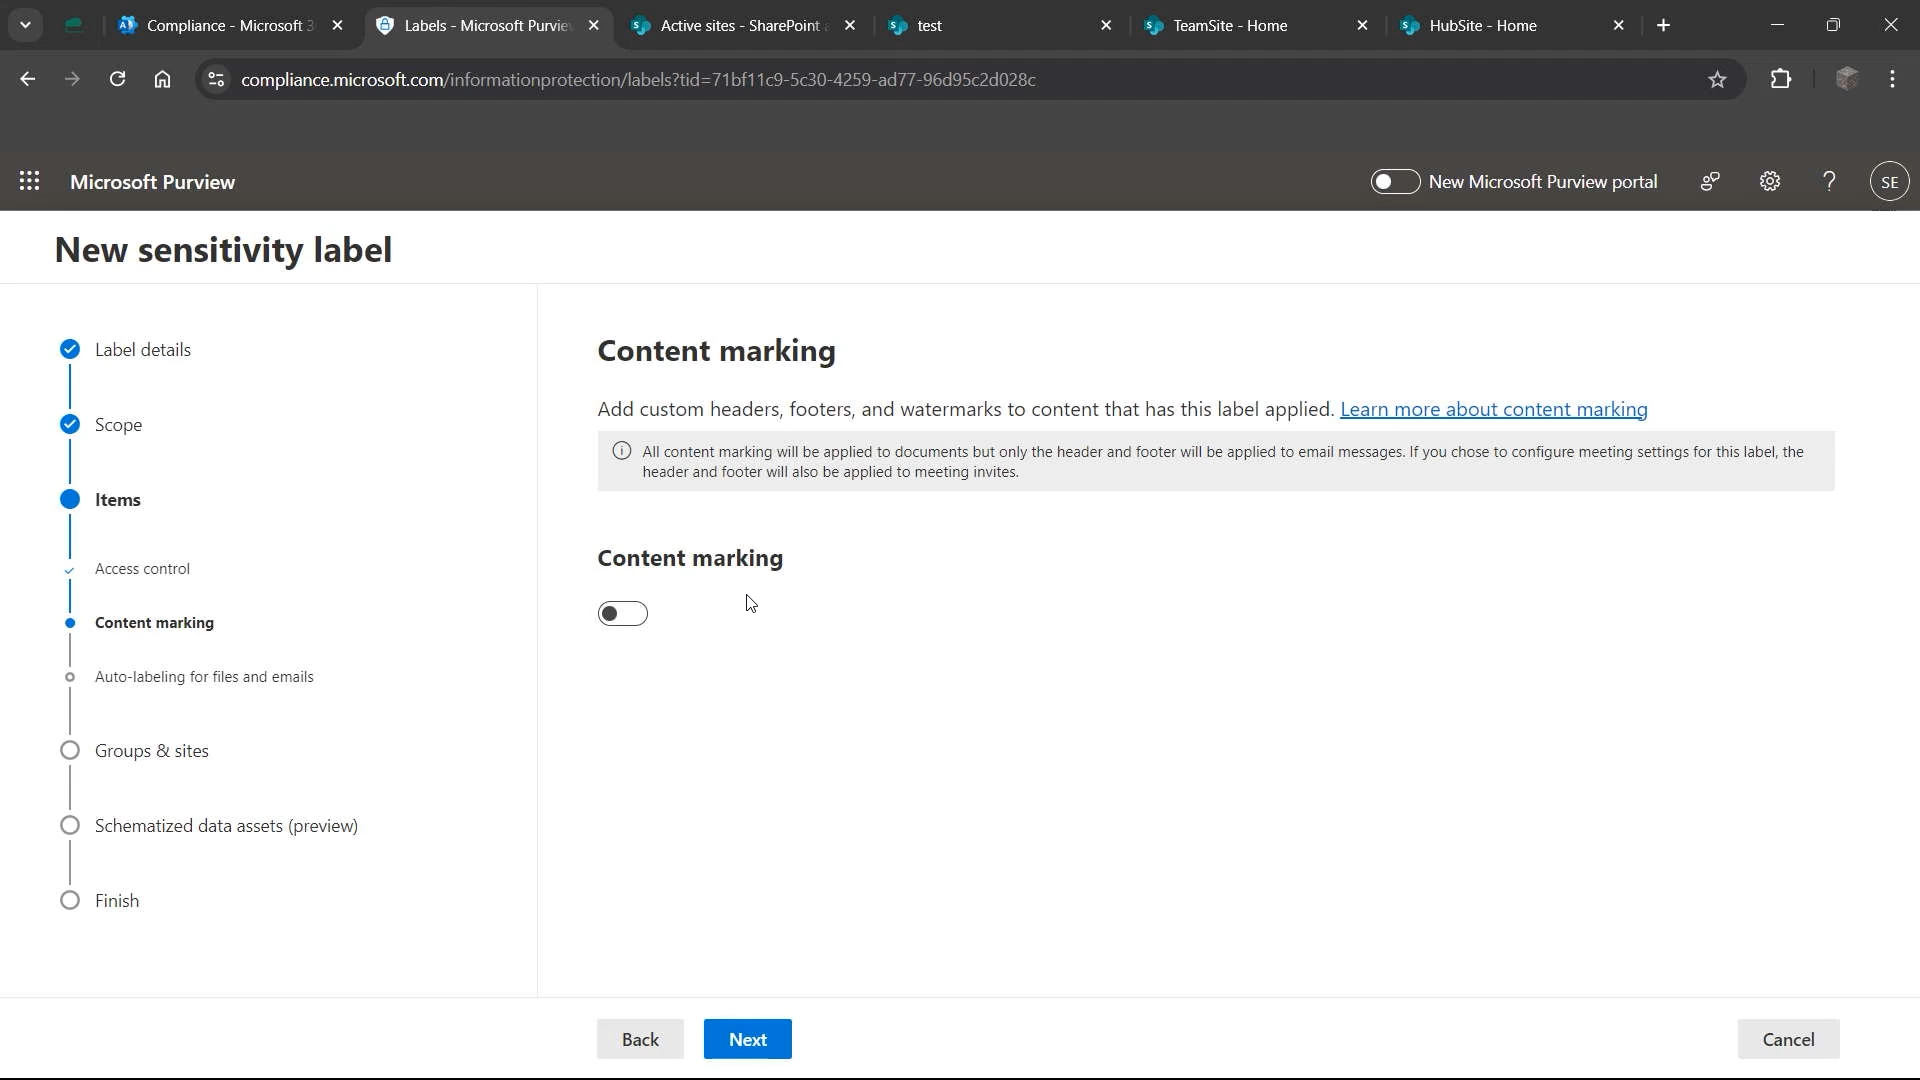 Compliance - Microsoft 3
Labels - Microsoft Purvie
Active sites - SharePoint a
test
TeamSite - Home
HubSite - Home
compliance.microsoft.com/informationprotection/labels?tid=71bf11c9-5c30-4259-ad77-96d95c2d028c
Microsoft Purview
New Microsoft Purview portal
SE
New sensitivity label
Label details
Scope
Items
Access control
Content marking
Auto-labeling for files and emails
Groups & sites
Schematized data assets (preview)
Finish
Content marking
Add custom headers, footers, and watermarks to content that has this label applied. Learn more about content marking
All content marking will be applied to documents but only the header and footer will be applied to email messages. If you chose to configure meeting settings for this label, the
header and footer will also be applied to meeting invites.
Content marking
Back
Next
Cancel